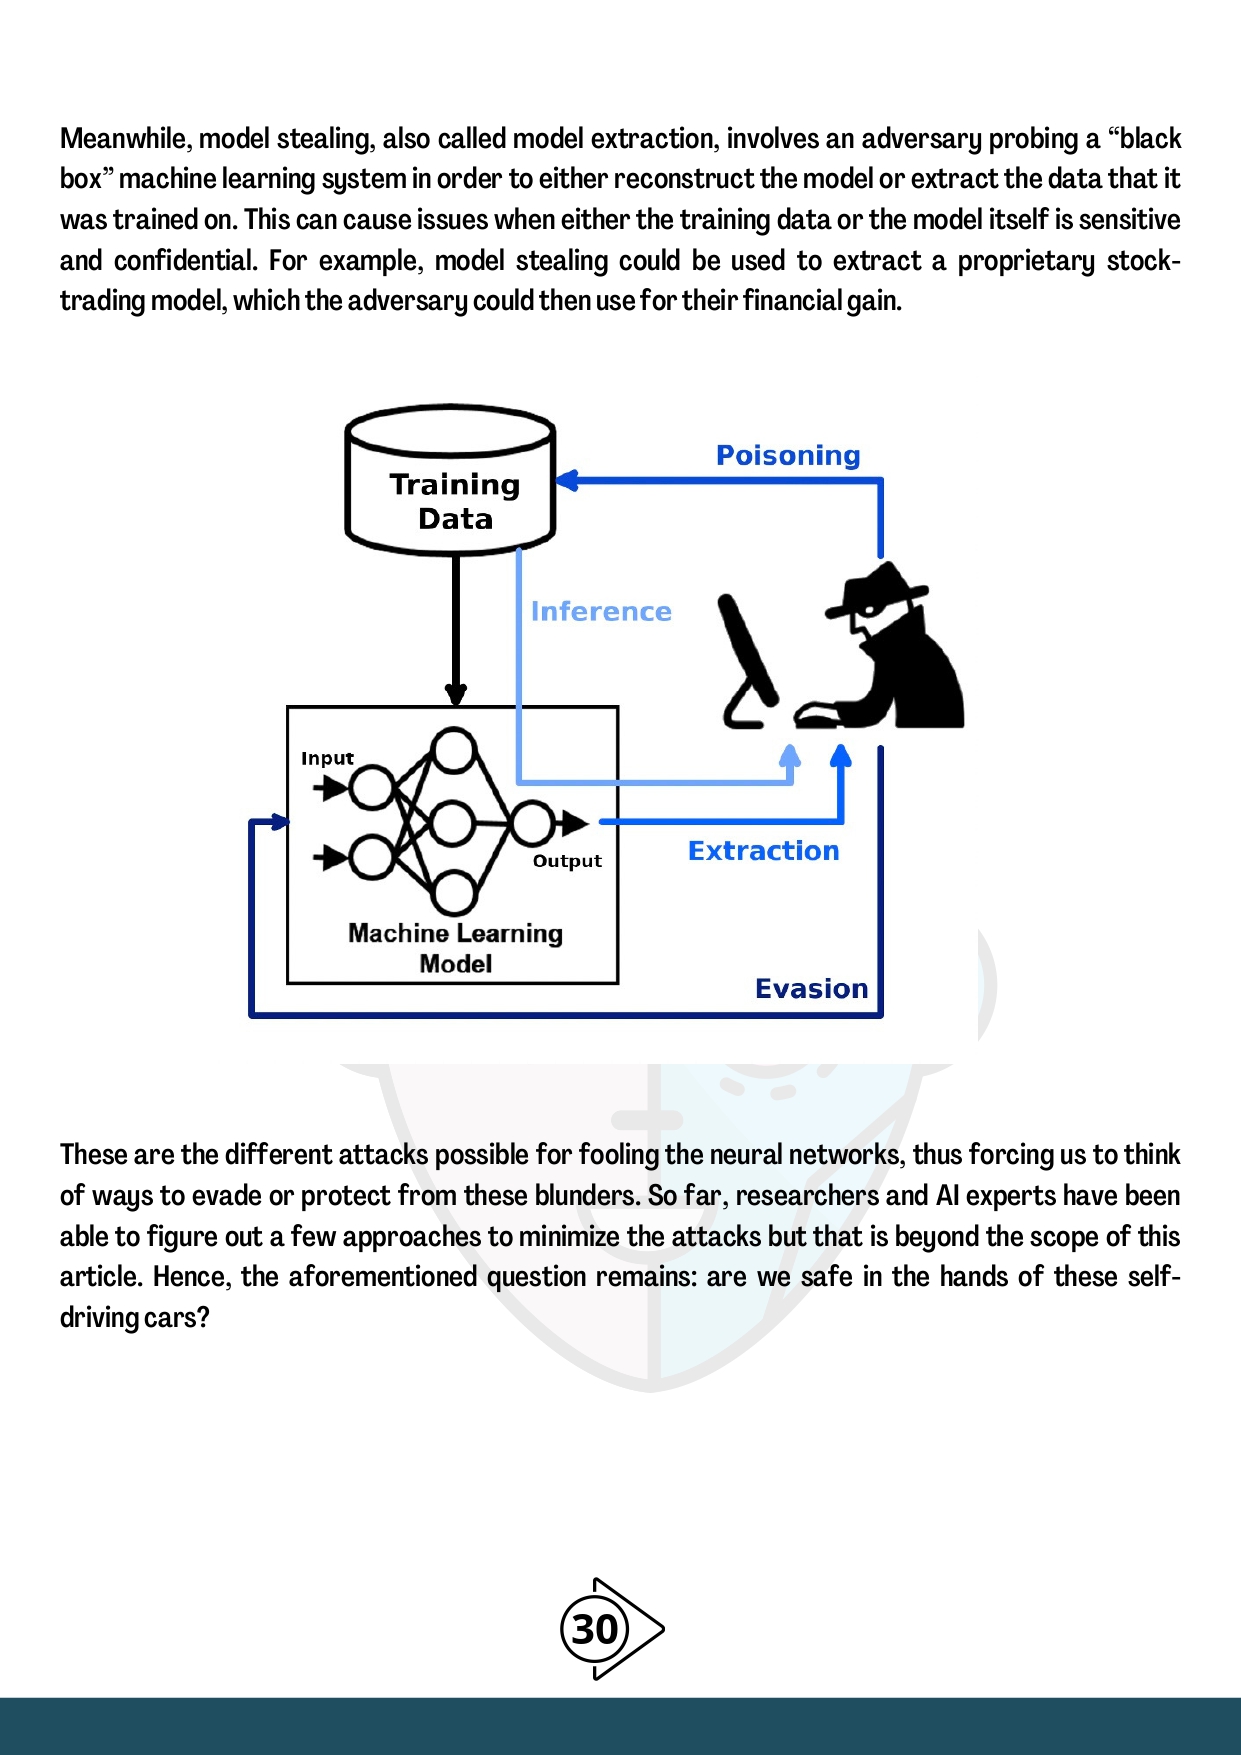 Meanwhile, model stealing, also called model extraction, involves an adversary probing a “black
box” machine learning system in order to either reconstruct the model or extract the data that it
was trained on. This can cause issues when either the training data or the model itself is sensitive
and confidential. For example, model stealing could be used to extract a proprietary stock-
trading model, which the adversary could then use for their financial gain.
Poisoning
Training
Data
Inference
Input
Output
Extraction
Machine Learning
Model
Evasion
These are the different attacks possible for fooling the neural networks, thus forcing us to think
of ways to evade or protect from these blunders. So far, researchers and AI experts have been
able to figure out a few approaches to minimize the attacks but that is beyond the scope of this
article. Hence, the aforementioned question remains: are we safe in the hands of these self-
driving cars?
30